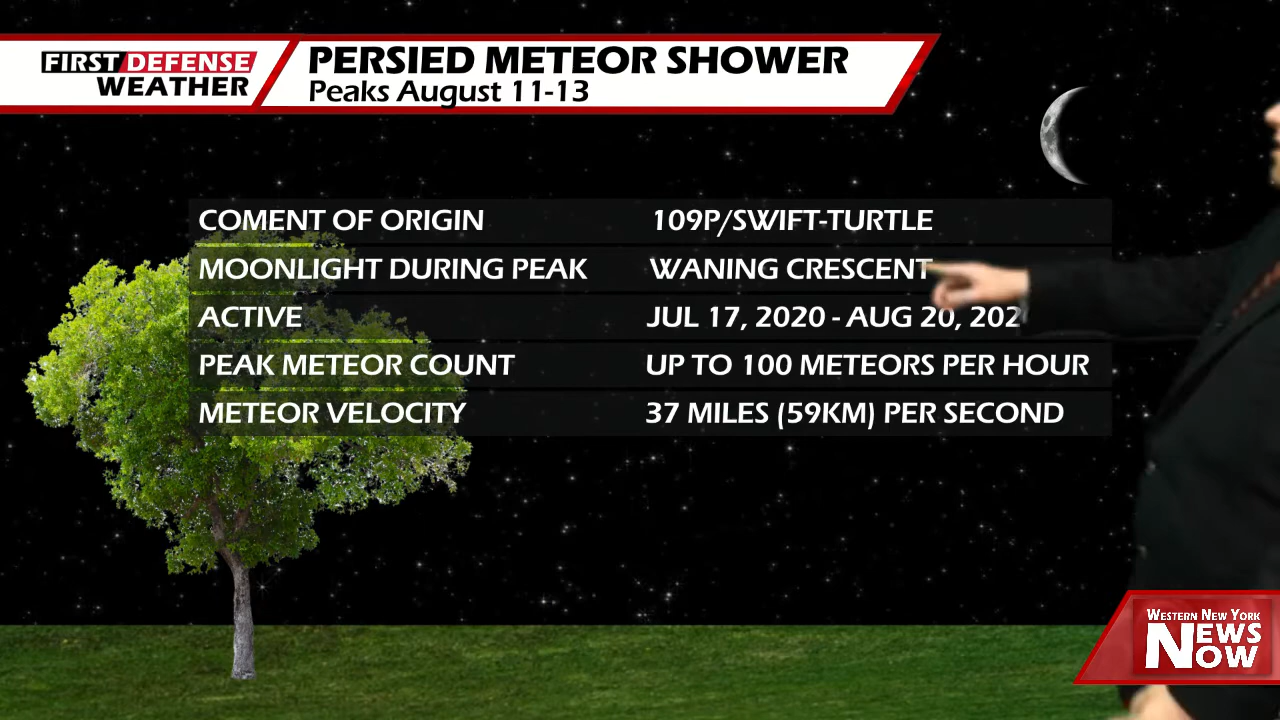 FIRST DEFENSE
WEATHER
PERSIED METEOR SHOWER
Peaks August 11-13
COMENT OF ORIGIN 109P/SWIFT-TURTLE
MOONLIGHT DURING PEAK WANING CRESCENT
ACTIVE JUL 17, 2020 - AUG 20, 202
PEAK METEOR COUNT UP TO 100 METEORS PER HOUR
METEOR VELOCITY 37 MILES (59KM) PER SECOND
WESTERN NEW YORK
NEWS
NOW